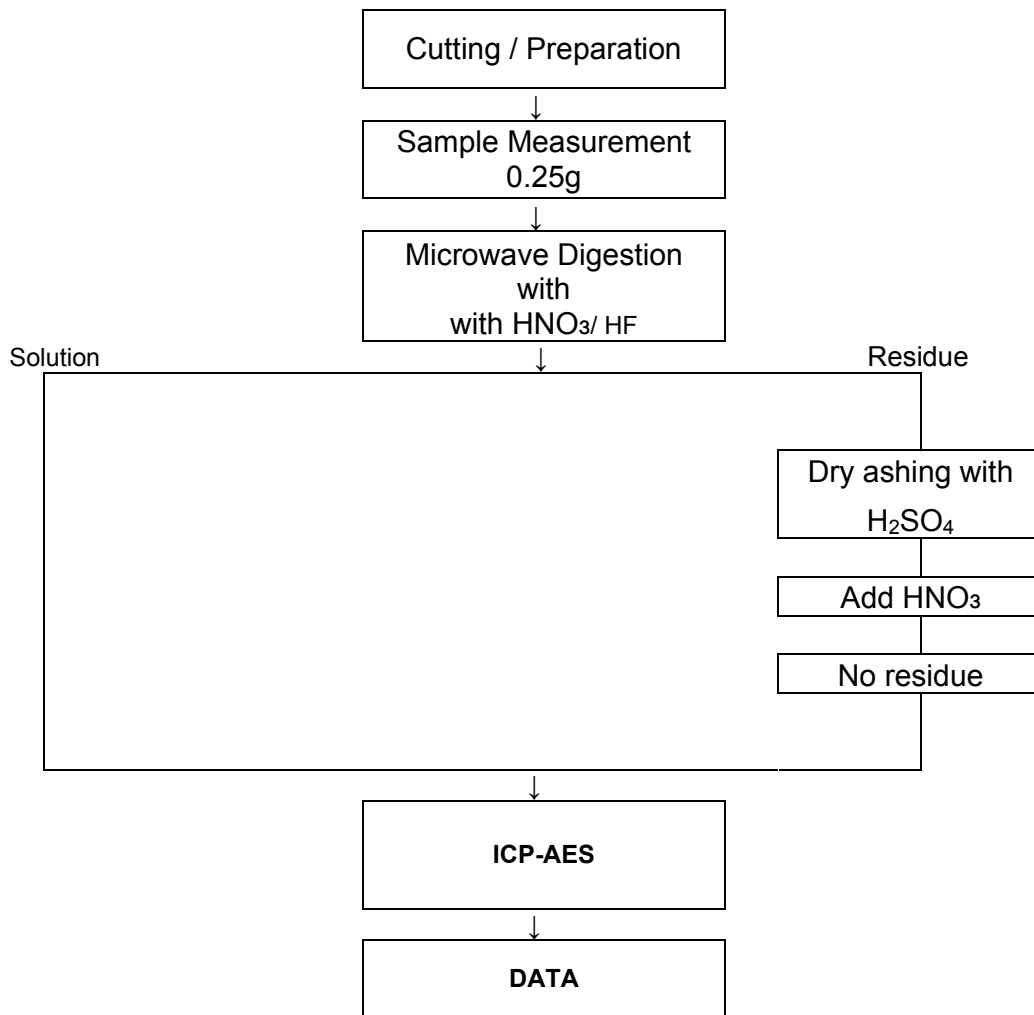 Cutting / Preparation
↓
Sample Measurement
0.25g
↓
Microwave Digestion
with
with HNO₃/ HF
Solution
↓
Residue
Dry ashing with
H₂SO₄
Add HNO₃
No residue
↓
ICP-AES
↓
DATA